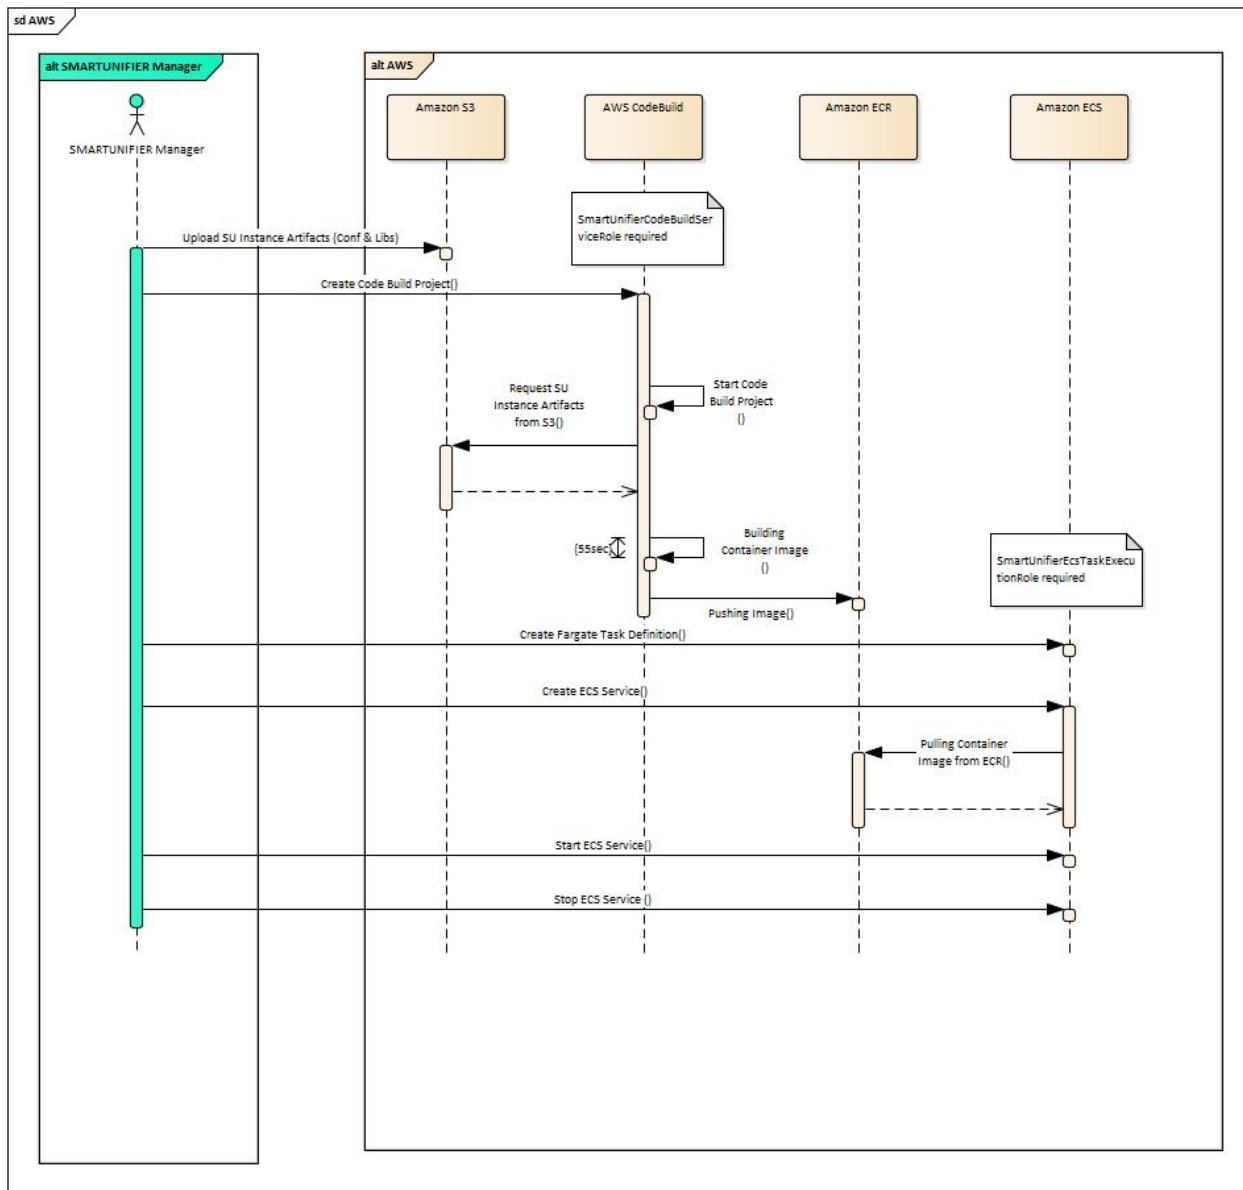 sd AWS
alt SMARTUNIFIER Manager
alt AWS
Amazon S3
AWS CodeBuild
Amazon ECR
Amazon ECS
SMARTUNIFIER Manager
SmartUnifierCodeBuildSer
viceRole required
Upload SU Instance Artifacts (Conf & Libs)
Create Code Build Project()
Start Code
Build Project
()
Request SU
Instance Artifacts
from S3()
{55sec}
Building
Container Image
()
SmartUnifierEcsTaskExecu
tionRole required
Pushing Image()
Create Fargate Task Definition()
Create ECS Service()
Pulling Container
Image from ECR()
Start ECS Service()
Stop ECS Service ()